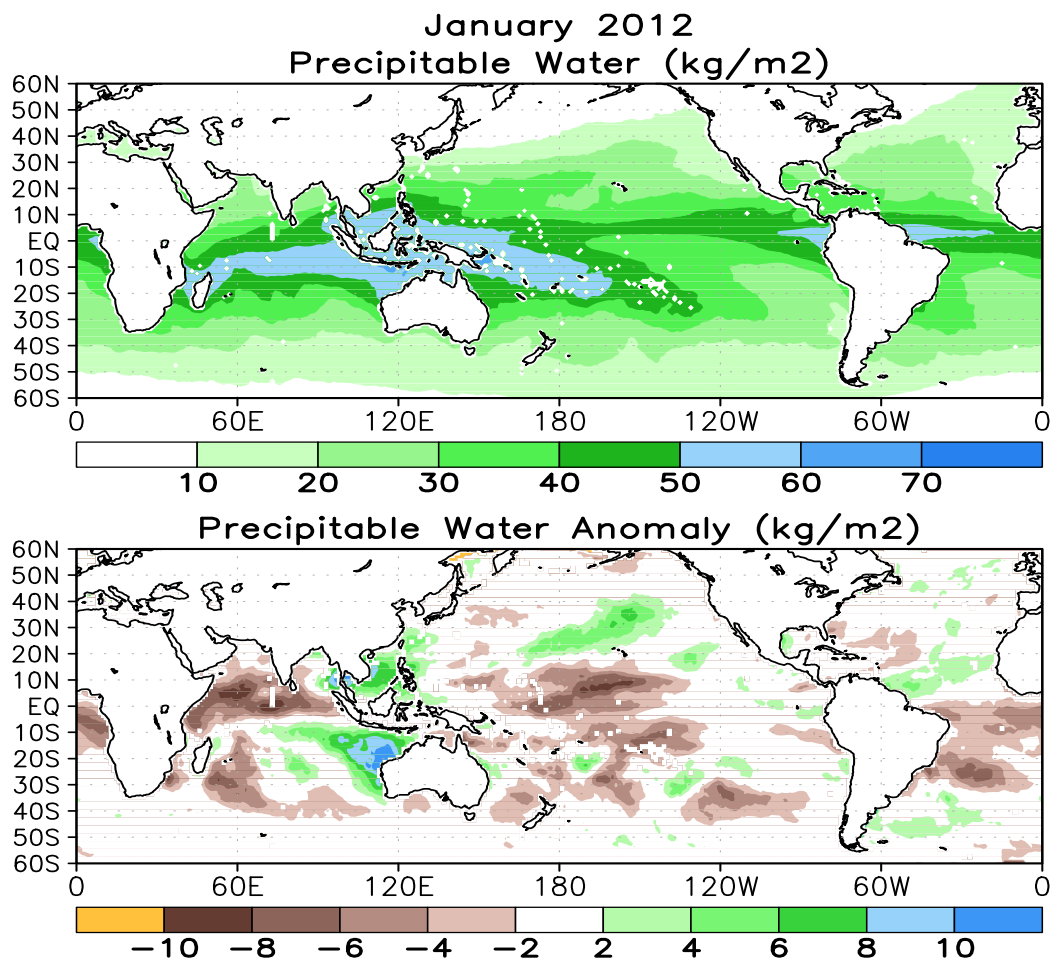 January 2012
Precipitable Water (kg/m2)
60N
50N
40N
30N
20N
10N
EQ
10S
20S
30S
40S
50S
60S
0 60E 120E 180 120W 60W 0
10 20 30 40 50 60 70
Precipitable Water Anomaly (kg/m2)
60N
50N
40N
30N
20N
10N
EQ
10S
20S
30S
40S
50S
60S
0 60E 120E 180 120W 60W 0
−10 −8 −6 −4 −2 2 4 6 8 10